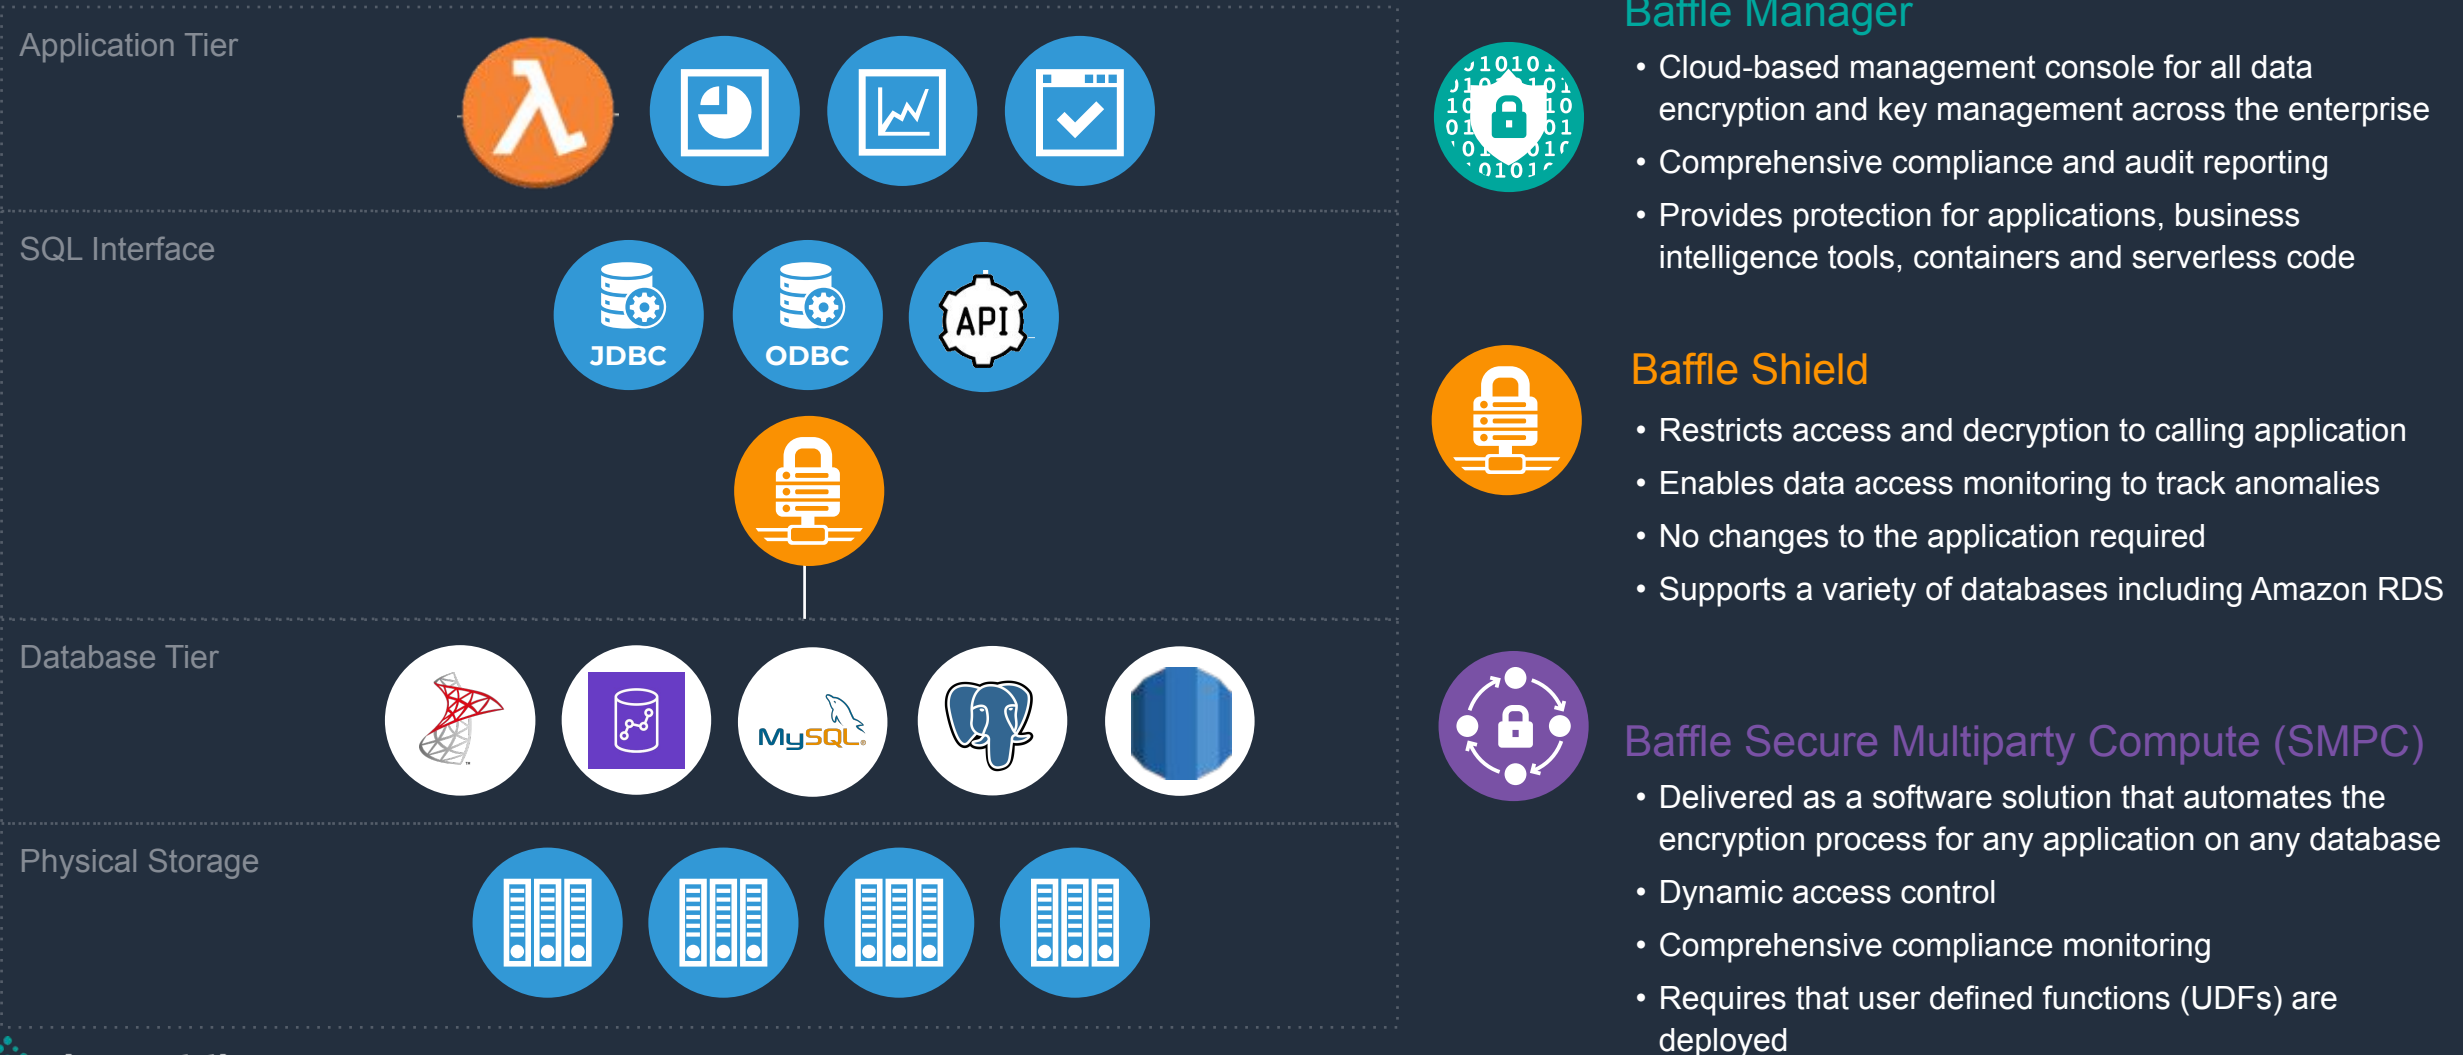 Application Tier
SQL Interface
JDBC
ODBC
API
Database Tier
MySQL
Physical Storage
Baffle Manager
• Cloud-based management console for all data
encryption and key management across the enterprise
• Comprehensive compliance and audit reporting
• Provides protection for applications, business
intelligence tools, containers and serverless code
Baffle Shield
• Restricts access and decryption to calling application
• Enables data access monitoring to track anomalies
• No changes to the application required
• Supports a variety of databases including Amazon RDS
Baffle Secure Multiparty Compute (SMPC)
• Delivered as a software solution that automates the
encryption process for any application on any database
• Dynamic access control
• Comprehensive compliance monitoring
• Requires that user defined functions (UDFs) are
deployed